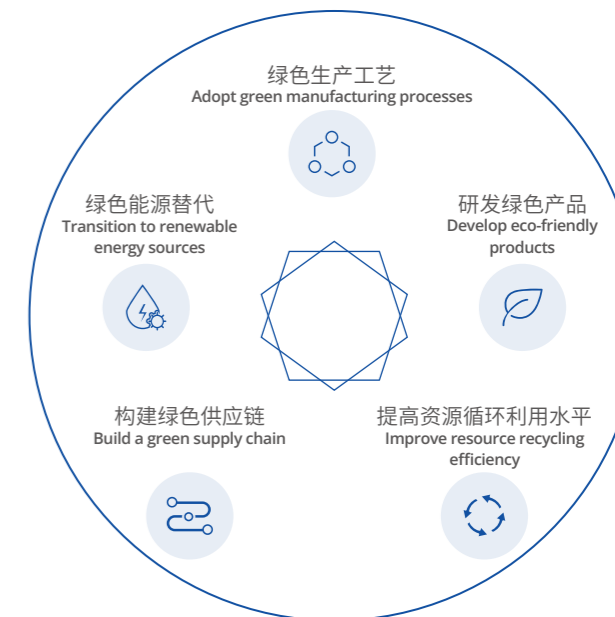 绿色生产工艺
Adopt green manufacturing processes
绿色能源替代
Transition to renewable
energy sources
研发绿色产品
Develop eco-friendly
products
构建绿色供应链
Build a green supply chain
提高资源循环利用水平
Improve resource recycling
efficiency